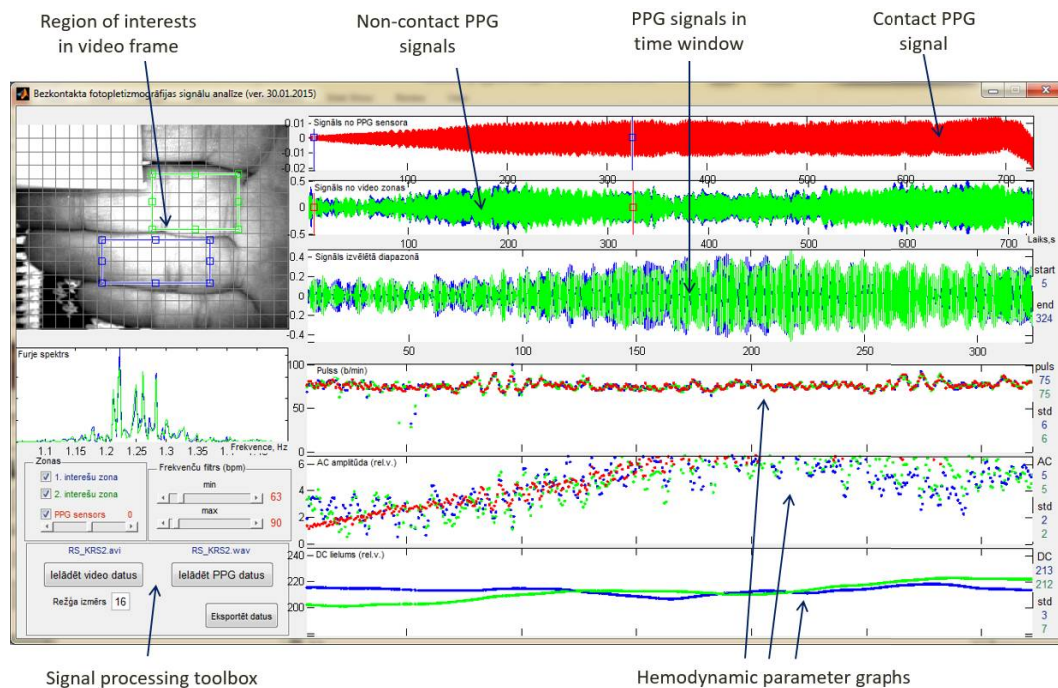 Region of interests
in video frame
Non-contact PPG
signals
PPG signals in
time window
Contact PPG
signal
Bezkontakta fotopletizmogrāfijas signālu analīze (ver. 30.01.2015)
Signāls no PPG sensora
0.01
0
-0.01
-0.02
100 200 300 400 500 600 700
Signāls no video zonas
0.5
0
-0.5
100 200 300 400 500 600 700
Laiks,s
Signāls izvēlētā diapazonā
0.4
0.2
0
-0.2
-0.4
50 100 150 200 250 300
start
5
end
324
Furje spektrs
1.1 1.15 1.2 1.25 1.3 1.35
Frekvence, Hz
Pulss (b/min)
100
50
0
puls
75
75
std
6
6
AC amplitūda (rel.v.)
6
4
2
0
AC
5
5
std
2
2
DC lielums (rel.v.)
240
220
200
DC
213
212
std
3
7
Zonas
1. interešu zona
2. interešu zona
PPG sensors 0
Frekvenču filtrs (bpm)
min
63
max
90
RS_KRS2.avi RS_KRS2.wav
Ielādēt video datus Ielādēt PPG datus
Režģa izmērs 16
Eksportēt datus
Signal processing toolbox
Hemodynamic parameter graphs